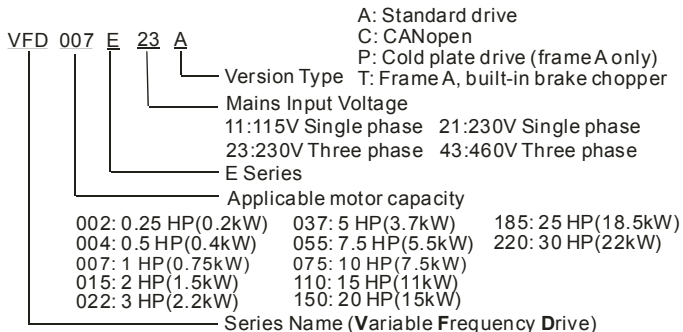 A: Standard drive
C: CANopen
P: Cold plate drive (frame A only)
T: Frame A, built-in brake chopper
VFD 007 E 23 A
Version Type
Mains Input Voltage
11:115V Single phase 21:230V Single phase
23:230V Three phase 43:460V Three phase
E Series
Applicable motor capacity
002: 0.25 HP(0.2kW) 037: 5 HP(3.7kW) 185: 25 HP(18.5kW)
004: 0.5 HP(0.4kW) 055: 7.5 HP(5.5kW) 220: 30 HP(22kW)
007: 1 HP(0.75kW) 075: 10 HP(7.5kW)
015: 2 HP(1.5kW) 110: 15 HP(11kW)
022: 3 HP(2.2kW) 150: 20 HP(15kW)
Series Name (Variable Frequency Drive)